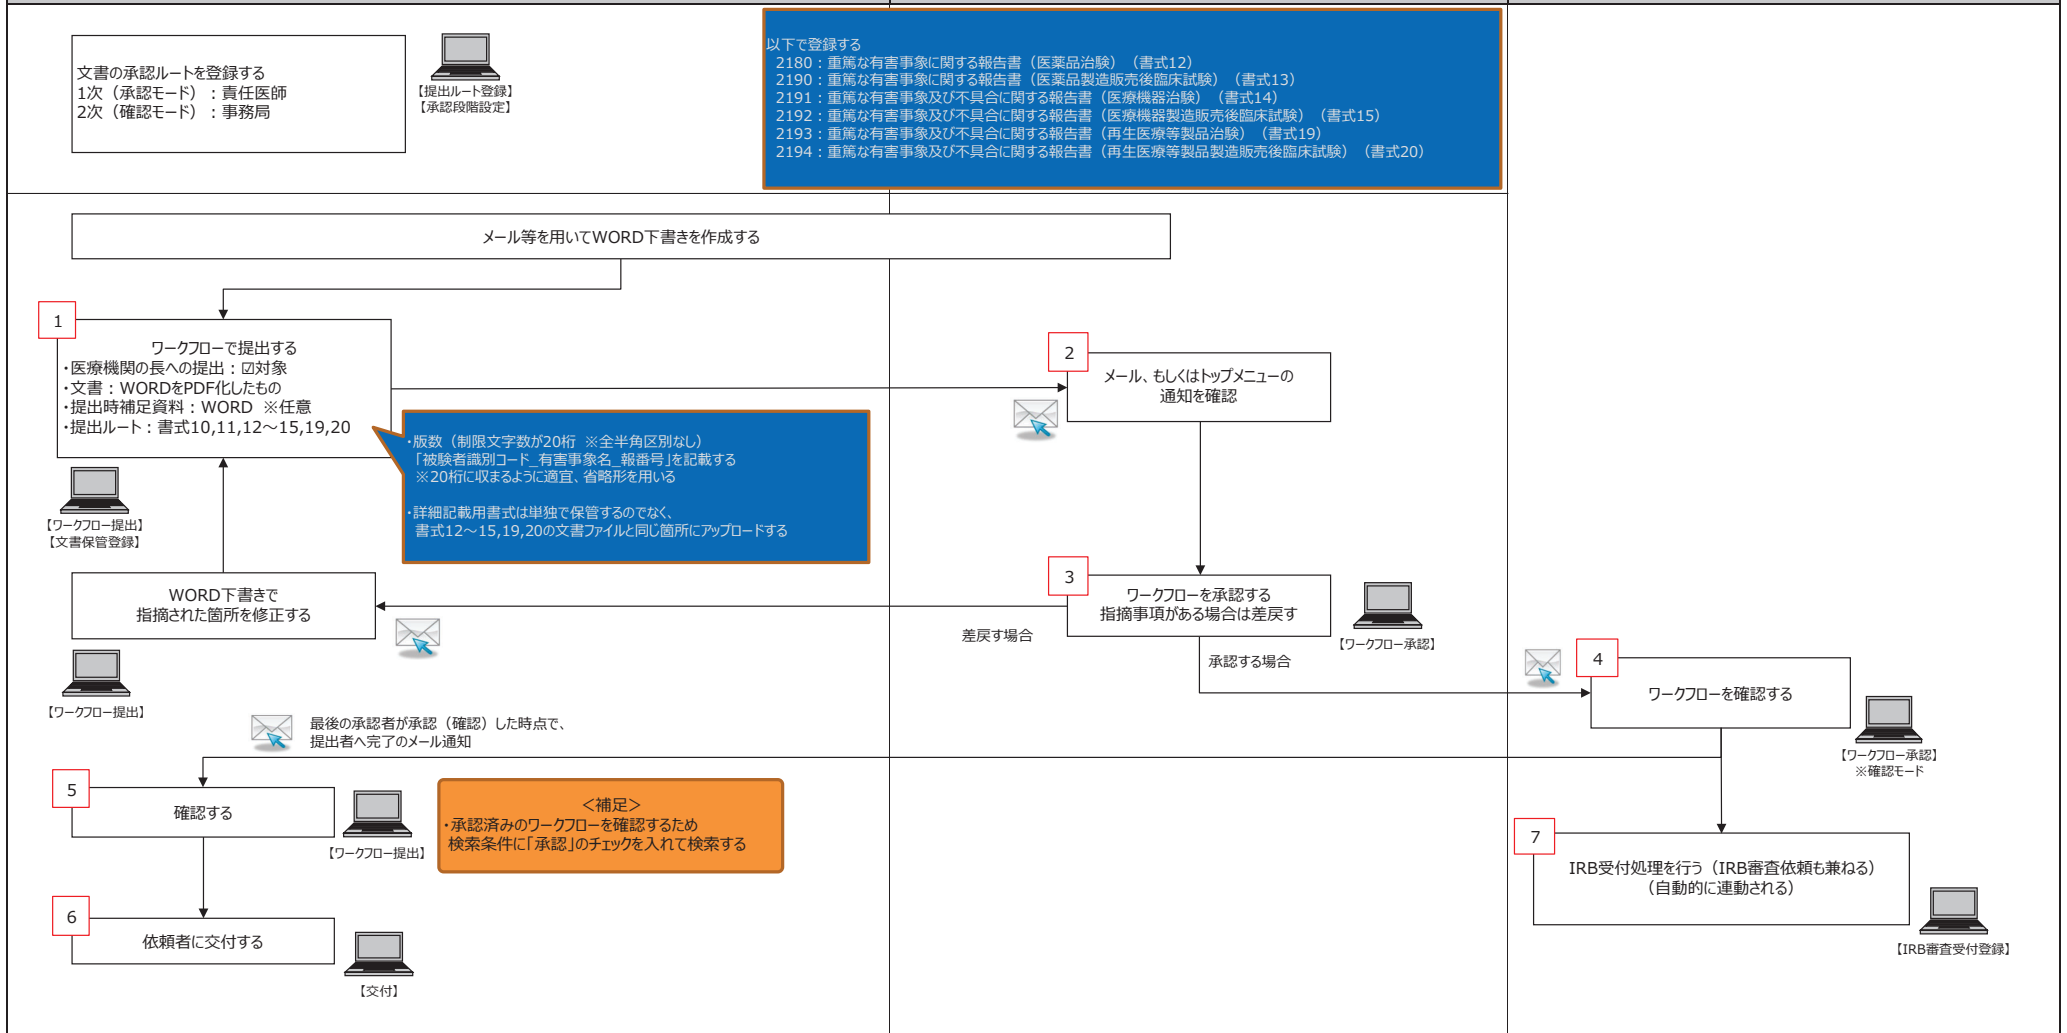 文書の承認ルートを登録する
1次（承認モード）：責任医師
2次（確認モード）：事務局
【提出ルート登録】
【承認段階設定】
以下で登録する
2180：重篤な有害事象に関する報告書（医薬品治験）（書式12）
2190：重篤な有害事象に関する報告書（医薬品製造販売後臨床試験）（書式13）
2191：重篤な有害事象及び不具合に関する報告書（医療機器治験）（書式14）
2192：重篤な有害事象及び不具合に関する報告書（医療機器製造販売後臨床試験）（書式15）
2193：重篤な有害事象及び不具合に関する報告書（再生医療等製品治験）（書式19）
2194：重篤な有害事象及び不具合に関する報告書（再生医療等製品製造販売後臨床試験）（書式20）
メール等を用いてWORD下書きを作成する
1
ワークフローで提出する
・医療機関の長への提出：☑対象
・文書：WORDをPDF化したもの
・提出時補足資料：WORD ※任意
・提出ルート：書式10,11,12～15,19,20
【ワークフロー提出】
【文書保管登録】
・版数（制限文字数が20桁 ※全半角区別なし）
「被験者識別コード_有害事象名_報番号」を記載する
※20桁に収まるように適宜、省略形を用いる
・詳細記載用書式は単独で保管するのでなく、
書式12～15,19,20の文書ファイルと同じ箇所にアップロードする
2
メール、もしくはトップメニューの
通知を確認
3
ワークフローを承認する
指摘事項がある場合は差戻す
【ワークフロー承認】
差戻す場合
承認する場合
WORD下書きで
指摘された箇所を修正する
【ワークフロー提出】
4
ワークフローを確認する
【ワークフロー承認】
※確認モード
最後の承認者が承認（確認）した時点で、
提出者へ完了のメール通知
5
確認する
【ワークフロー提出】
＜補足＞
・承認済みのワークフローを確認するため
検索条件に「承認」のチェックを入れて検索する
6
依頼者に交付する
【交付】
7
IRB受付処理を行う（IRB審査依頼も兼ねる）
（自動的に連動される）
【IRB審査受付登録】